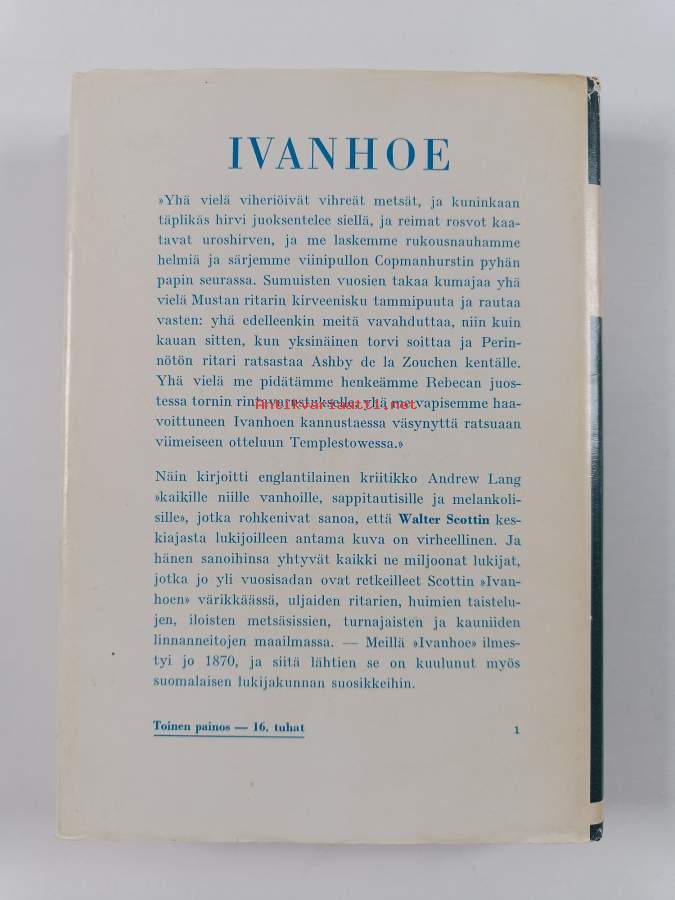 IVANHOE
»Yhä vielä viheriöivät vihreät metsät, ja kuninkaan
täplikäs hirvi juoksentelee siellä, ja reimat rosvot kaa-
tavat uroshirven, ja me laskemme rukousnauhamme
helmiä ja särjemme viinipullon Copmanhurstin pyhän
papin seurassa. Sumuisten vuosien takaa kumajaa yhä
vielä Mustan ritarin kirveenisku tammipuuta ja rautaa
vasten: yhä edelleenkin meitä vavahduttaa, niin kuin
kauan sitten, kun yksinäinen torvi soittaa ja Perin-
nötön ritari ratsastaa Ashby de la Zouchen kentälle.
Yhä vielä me pidätämme henkeämme Rebecan juos-
tessa tornin rintavarustukselle, yhä me vapisemme haa-
Antikvariaatti.net
voittuneen Ivanhoen kannustaessa väsynyttä ratsuaan
viimeiseen otteluun Templestowessa.»
Näin kirjoitti englantilainen kriitikko Andrew Lang
»kaikille niille vanhoille, sappitautisille ja melankoli-
sille», jotka rohkenivat sanoa, että Walter Scottin kes-
kiajasta lukijoilleen antama kuva on virheellinen. Ja
hänen sanoihinsa yhtyvät kaikki ne miljoonat lukijat,
jotka jo yli vuosisadan ovat retkeilleet Scottin »Ivan-
hoen» värikkäässä, uljaiden ritarien, huimien taistelu-
jen, iloisten metsäsissien, turnajaisten ja kauniiden
linnanneitojen maailmassa. — Meillä »Ivanhoe» ilmes-
tyi jo 1870, ja siitä lähtien se on kuulunut myös
suomalaisen lukijakunnan suosikkeihin.
Toinen painos — 16. tuhat
1